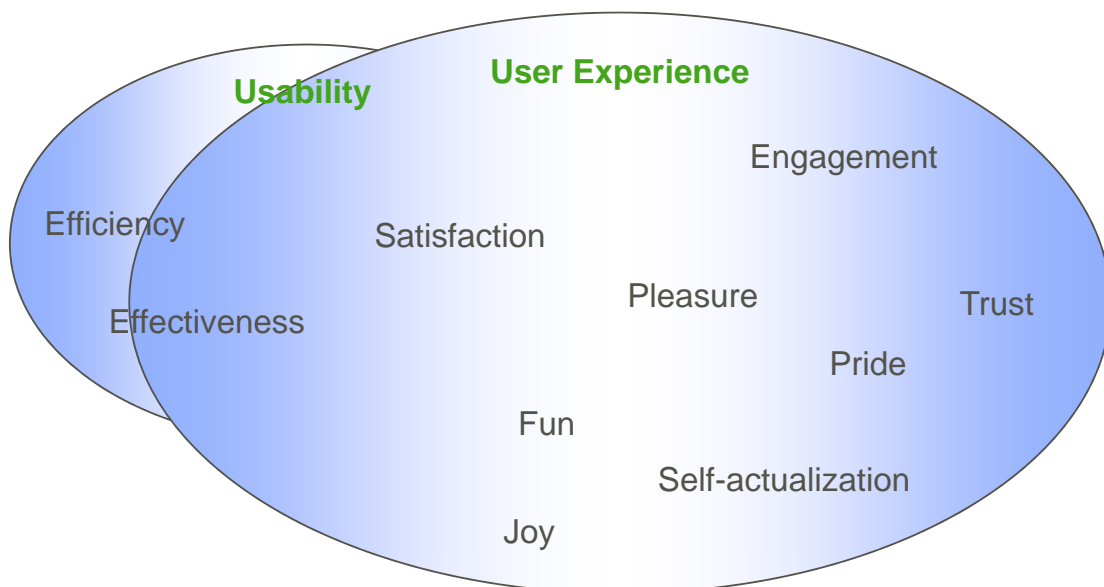 User Experience
Usability
Engagement
Efficiency
Satisfaction
Pleasure
Trust
Effectiveness
Pride
Fun
Self-actualization
Joy